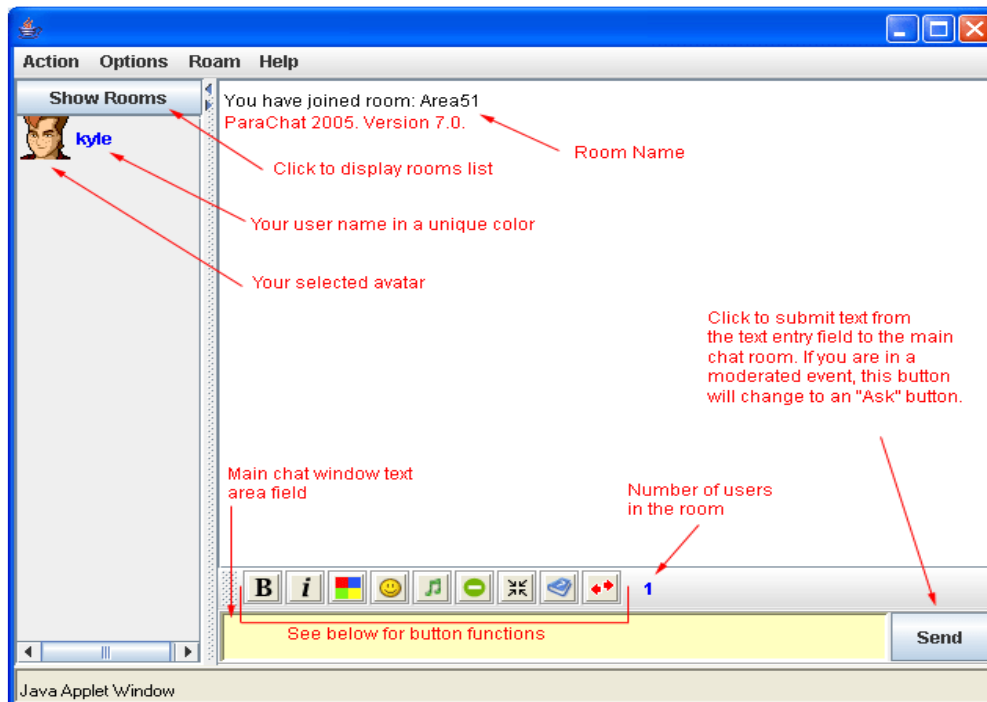 Action Options Roam Help
Show Rooms
kyle
You have joined room: Area51
ParaChat 2005. Version 7.0.
Room Name
Click to display rooms list
Your user name in a unique color
Your selected avatar
Click to submit text from
the text entry field to the main
chat room. If you are in a
moderated event, this button
will change to an "Ask" button.
Main chat window text
area field
Number of users
in the room
B i 1
See below for button functions
Send
Java Applet Window